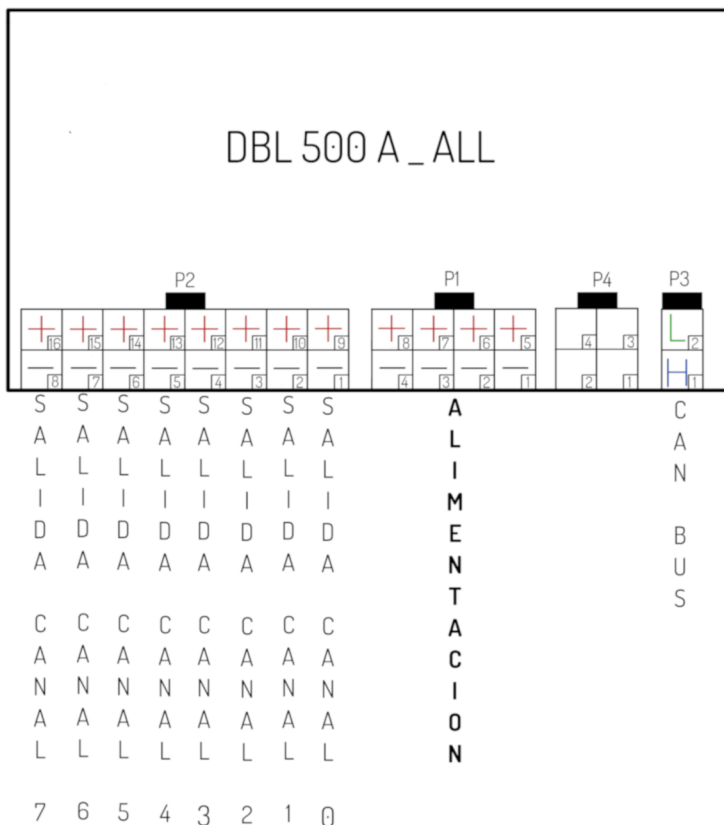 DBL 500 A_ALL
P2 P1 P4 P3
+ + + + + + + + + + + + L
16 15 14 13 12 11 10 9 8 7 6 5 4 3 2
— — — — — — — — — — — — H
8 7 6 5 4 3 2 1 4 3 2 1 2 1 1
SALIDA CANAL 7
SALIDA CANAL 6
SALIDA CANAL 5
SALIDA CANAL 4
SALIDA CANAL 3
SALIDA CANAL 2
SALIDA CANAL 1
SALIDA CANAL 0
ALIMENTACION
CAN BUS